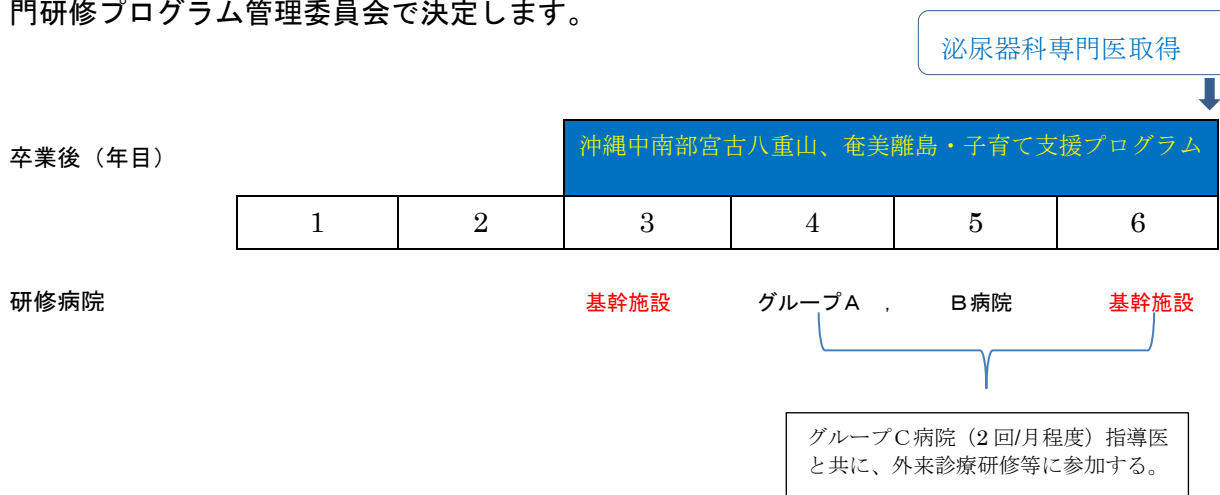 門研修プログラム管理委員会で決定します。
泌尿器科専門医取得
卒業後（年目）
沖縄中南部宮古八重山、奄美離島・子育て支援プログラム
1 2 3 4 5 6
研修病院 基幹施設 グループA , B病院 基幹施設
グループC病院（2 回/月程度）指導医
と共に、外来診療研修等に参加する。